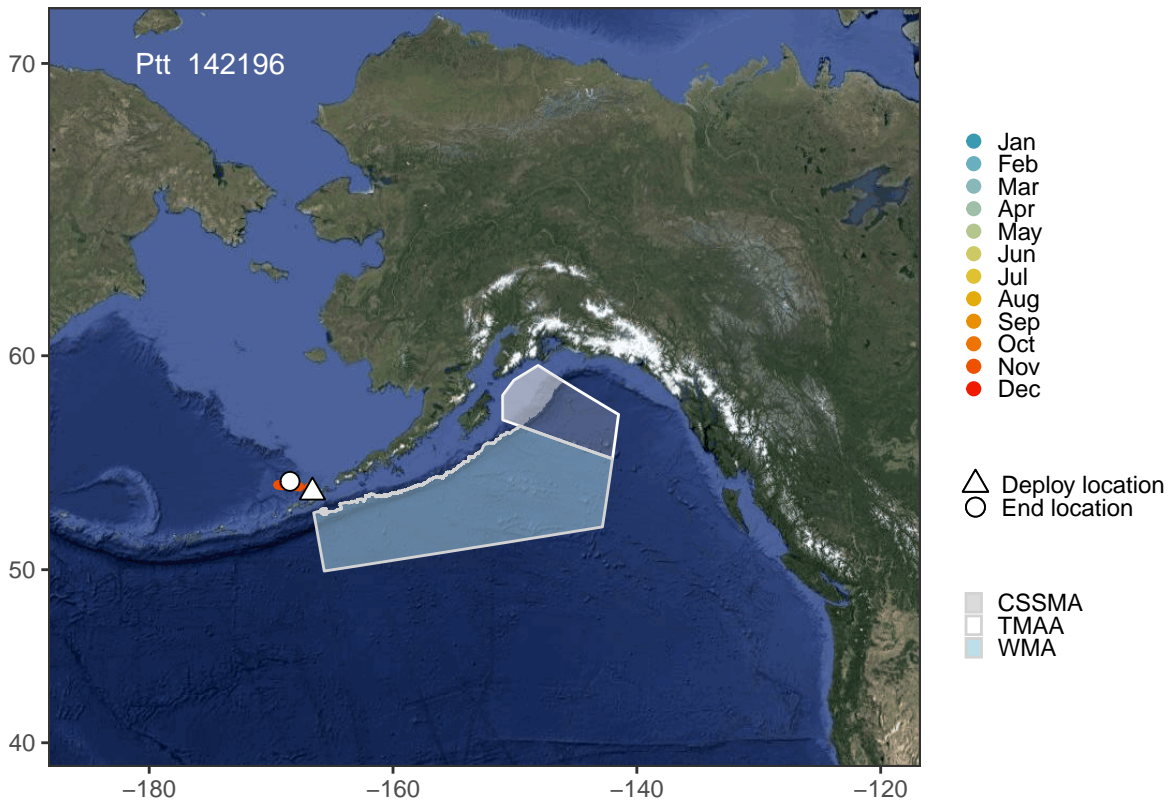 Ptt 142196
70
60
50
40
−180
−160
−140
−120
Jan
Feb
Mar
Apr
May
Jun
Jul
Aug
Sep
Oct
Nov
Dec
Deploy location
End location
CSSMA
TMAA
WMA